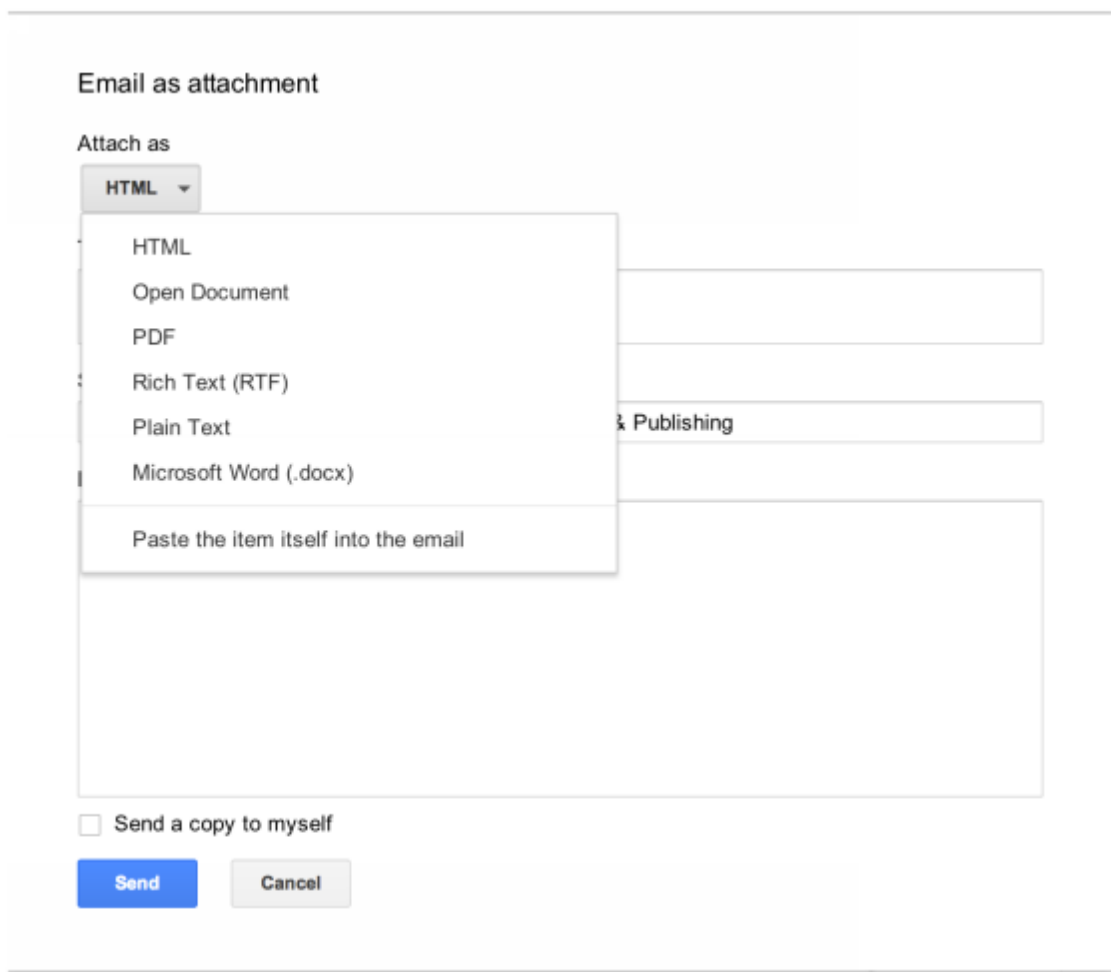 Email as attachment
Attach as
HTML
HTML
Open Document
PDF
Rich Text (RTF)
Plain Text
& Publishing
Microsoft Word (.docx)
Paste the item itself into the email
Send a copy to myself
Send
Cancel